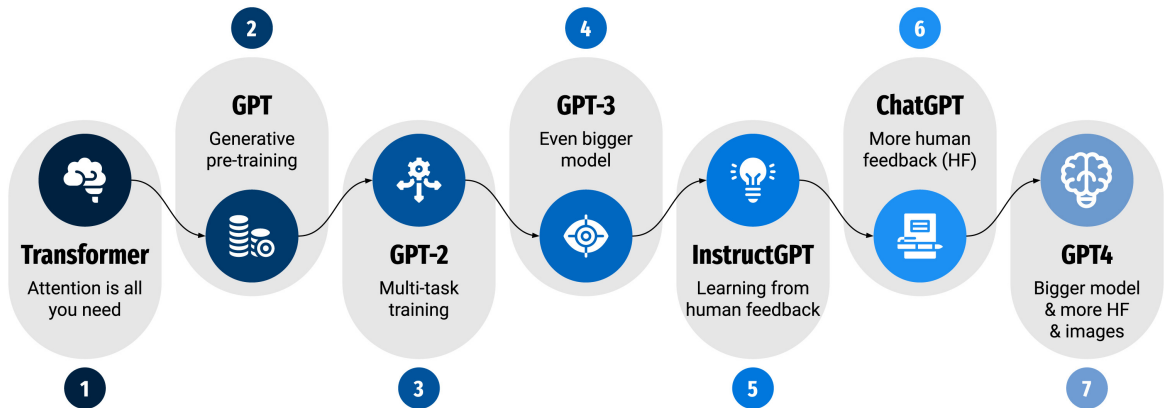 1
Transformer
Attention is all
you need
2
GPT
Generative
pre-training
3
GPT-2
Multi-task
training
4
GPT-3
Even bigger
model
5
InstructGPT
Learning from
human feedback
6
ChatGPT
More human
feedback (HF)
7
GPT4
Bigger model
& more HF
& images